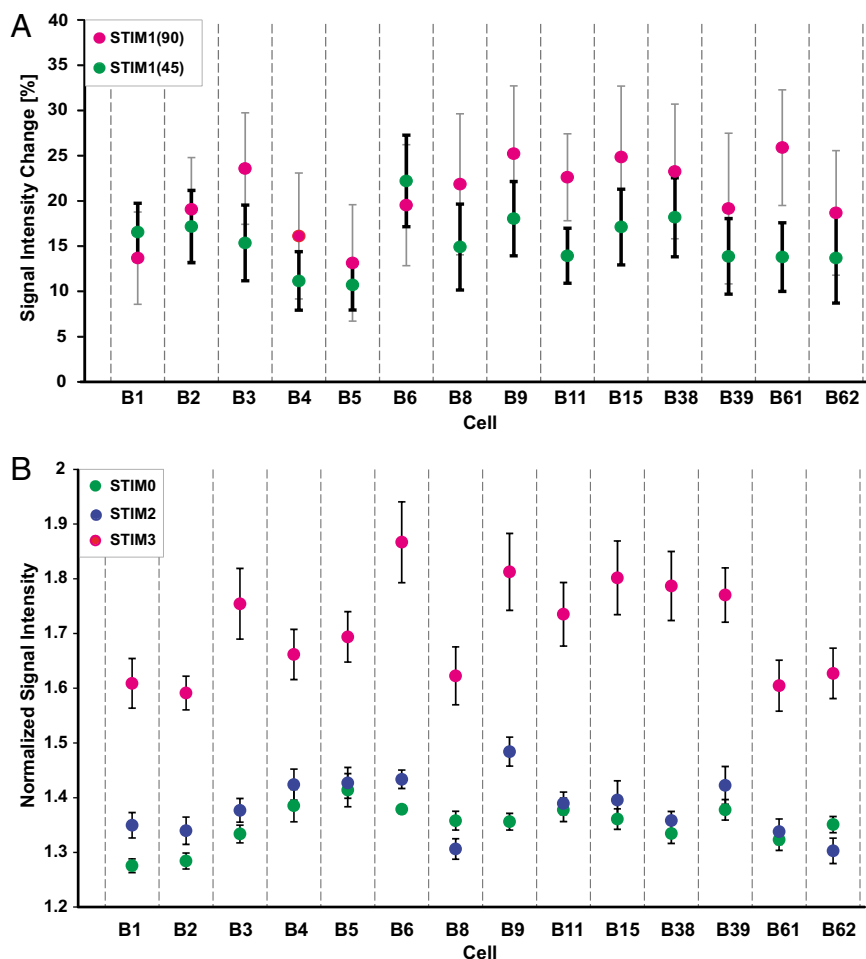 A
STIM1(90)
STIM1(45)
Signal Intensity Change [%]
40
35
30
25
20
15
10
5
0
B1 B2 B3 B4 B5 B6 B8 B9 B11 B15 B38 B39 B61 B62
Cell
B
STIM0
STIM2
STIM3
Normalized Signal Intensity
2
1.9
1.8
1.7
1.6
1.5
1.4
1.3
1.2
B1 B2 B3 B4 B5 B6 B8 B9 B11 B15 B38 B39 B61 B62
Cell